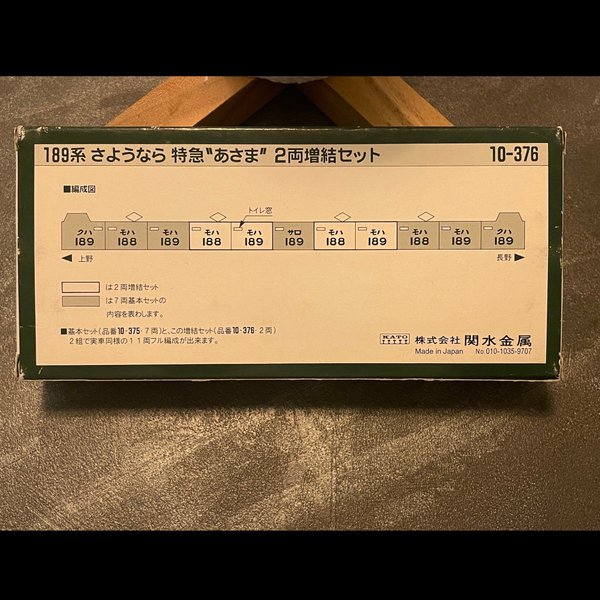 189系 さようなら 特急〝あさま〟 2両増結セット 10-376
■編成図
トイレ窓
クハ モハ モハ モハ モハ サロ モハ モハ モハ モハ クハ
189 188 189 188 189 189 188 189 188 189 189
◀ 上野 長野 ▶
は2両増結セット
は7両基本セットの
内容を表わします。
■基本セット(品番10-375・7両)と、この増結セット(品番10-376・2両)
2組で実車同様の11両フル編成が出来ます。
KATO 株式会社 関水金属
Made in Japan No.010-1035-9707